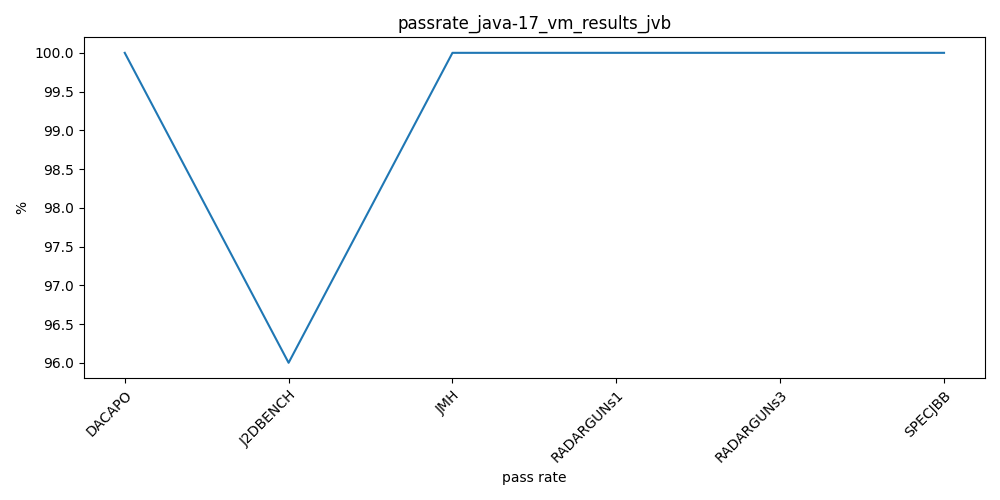 passrate_java-17_vm_results_jvb
100.0
99.5
99.0
98.5
98.0
97.5
97.0
96.5
96.0
%
DACAPO
J2DBENCH
JMH
RADARGUNs1
RADARGUNs3
SPECJBB
pass rate